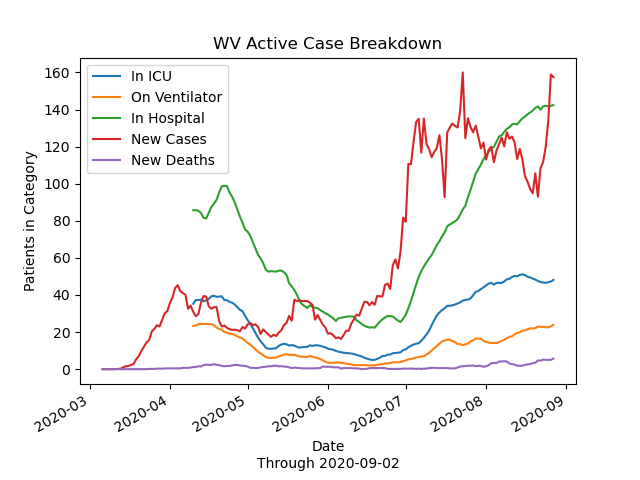 WV Active Case Breakdown
In ICU
On Ventilator
In Hospital
New Cases
New Deaths
Patients in Category
160
140
120
100
80
60
40
20
0
2020-03
2020-04
2020-05
2020-06
2020-07
2020-08
2020-09
Date
Through 2020-09-02